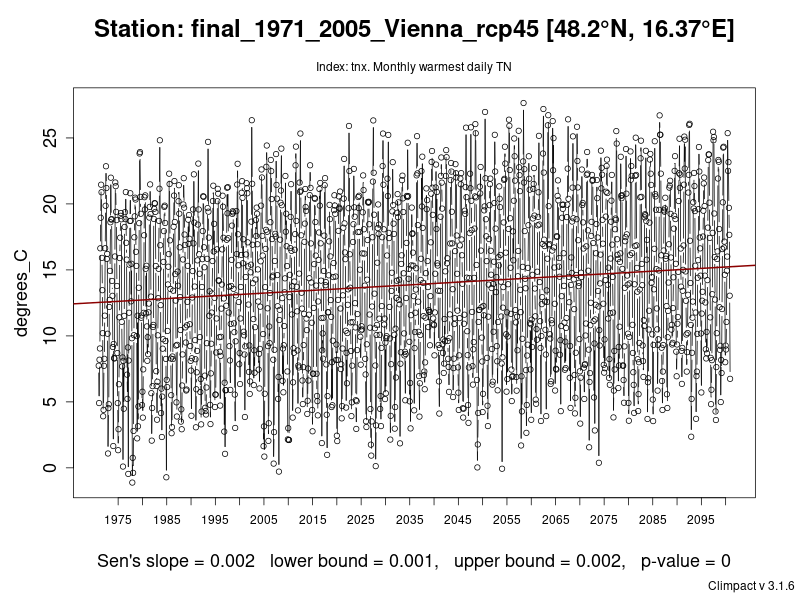 Station: final_1971_2005_Vienna_rcp45 [48.2°N, 16.37°E]
Index: tnx. Monthly warmest daily TN
degrees_C
25
20
15
10
5
0
1975 1985 1995 2005 2015 2025 2035 2045 2055 2065 2075 2085 2095
Sen's slope = 0.002 lower bound = 0.001, upper bound = 0.002, p-value = 0
Climpact v 3.1.6